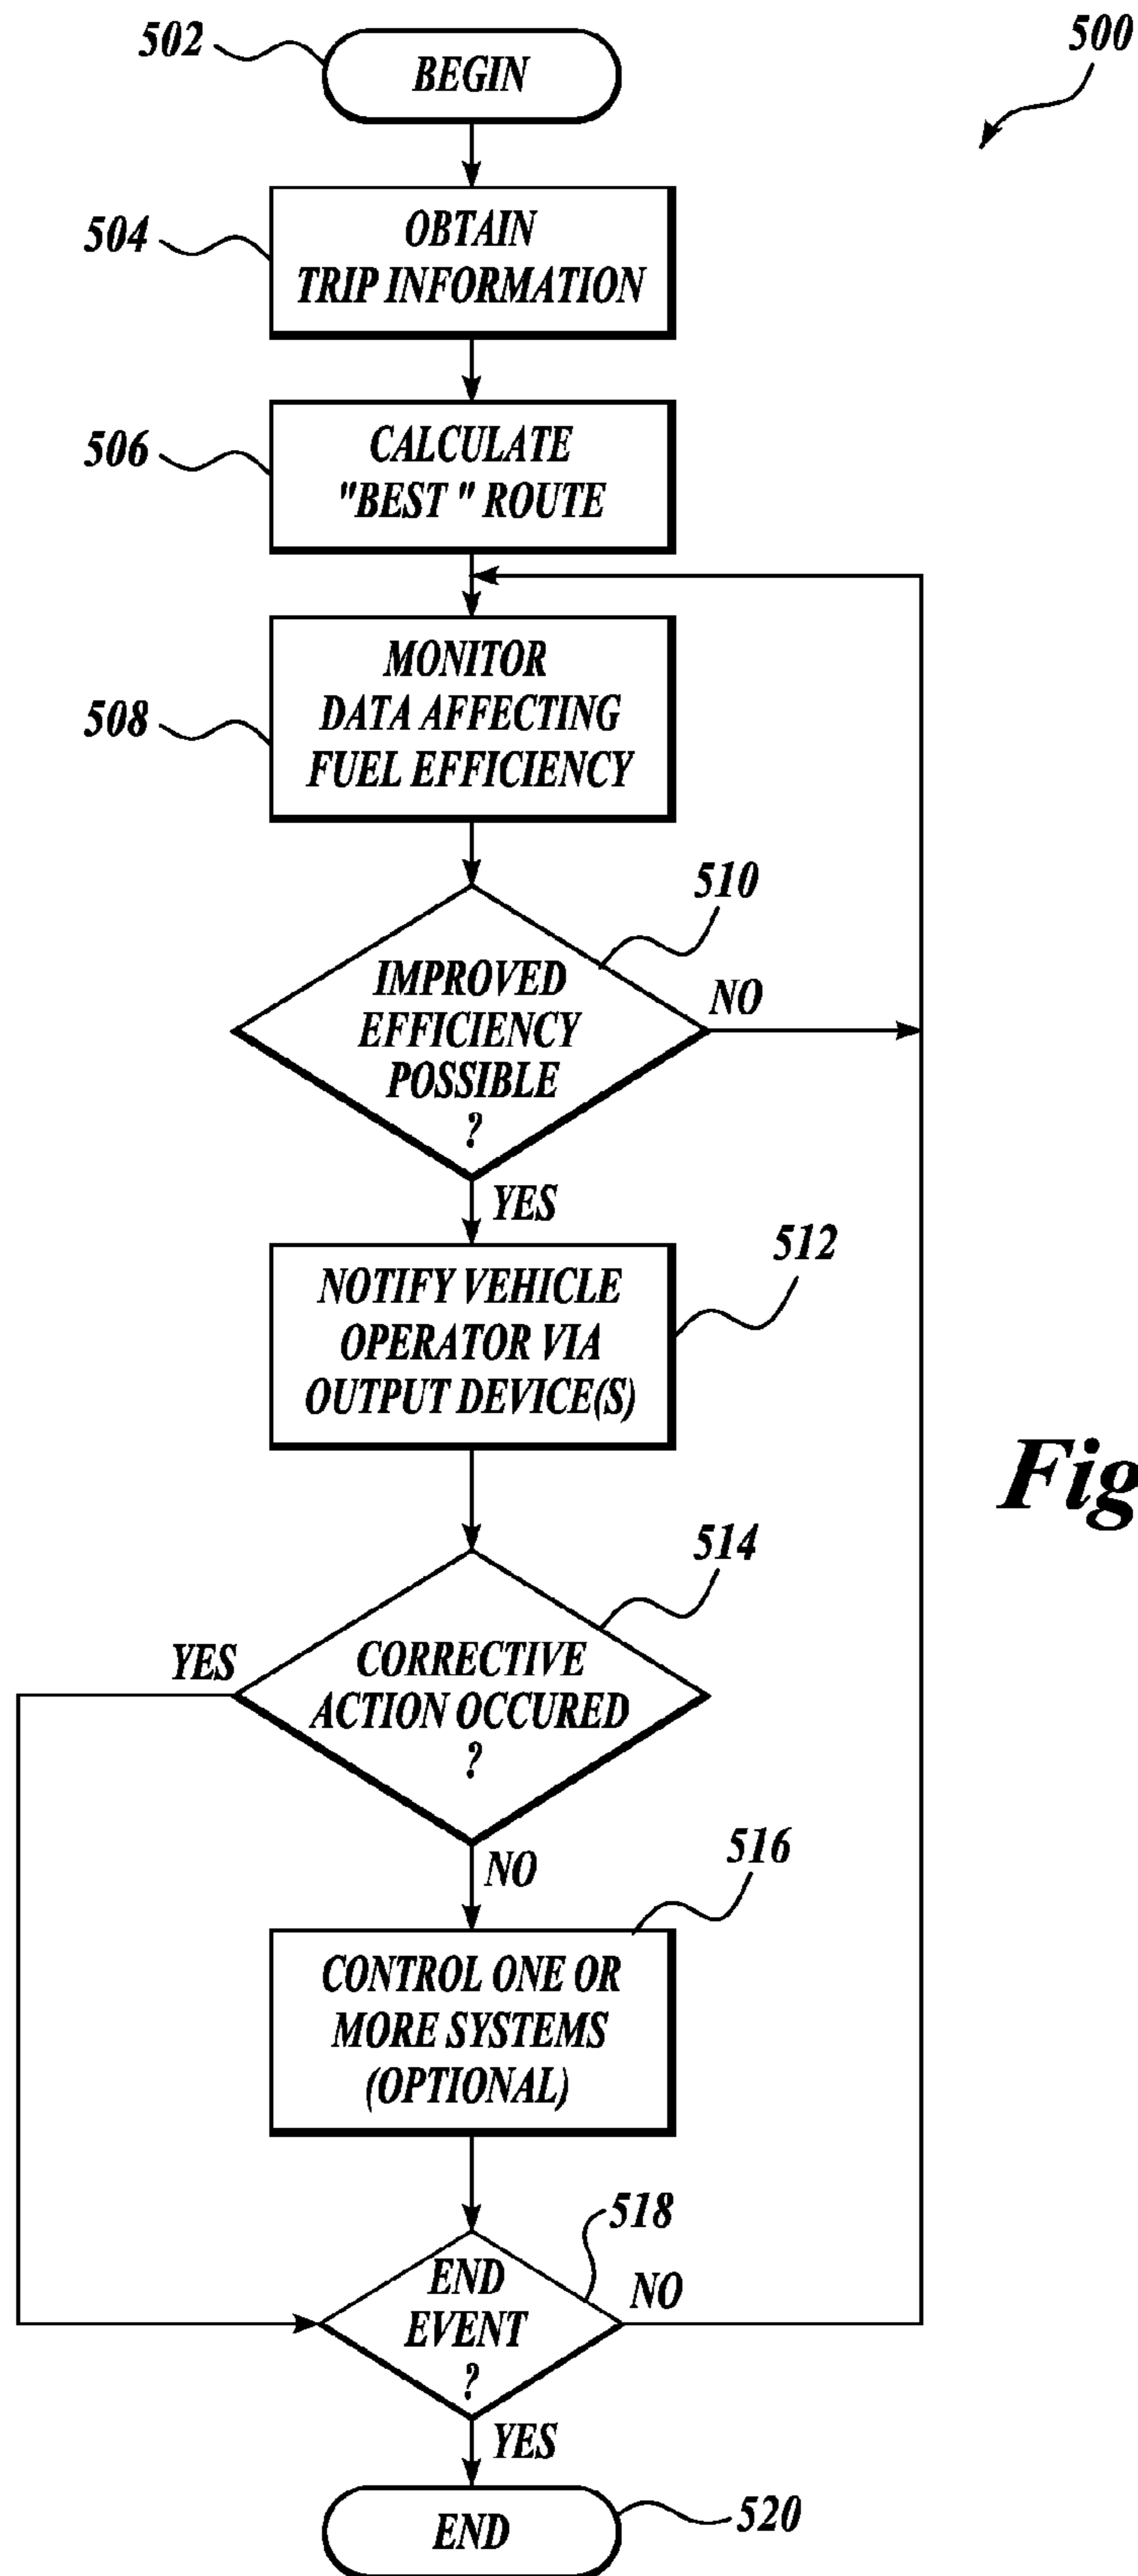 502
BEGIN
500
504
OBTAIN
TRIP INFORMATION
506
CALCULATE
"BEST " ROUTE
508
MONITOR
DATA AFFECTING
FUEL EFFICIENCY
510
IMPROVED
EFFICIENCY
POSSIBLE
?
NO
YES
512
NOTIFY VEHICLE
OPERATOR VIA
OUTPUT DEVICE(S)
Fig
514
YES
CORRECTIVE
ACTION OCCURED
?
NO
516
CONTROL ONE OR
MORE SYSTEMS
(OPTIONAL)
518
END
EVENT
?
NO
YES
END
520